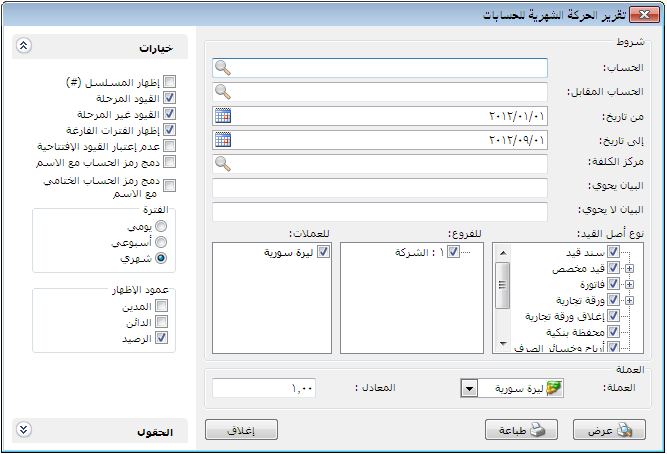 تقرير الحركة الشهرية للحسابات
شروط
الحساب:
الحساب المقابل:
من تاريخ:
٢٠١٢/٠١/٠١
إلى تاريخ:
٢٠١٢/٠٩/٠١
مركز الكلفة:
البيان يحوي:
البيان لا يحوي:
نوع أصل القيد:
سند قيد
قيد مخصص
فاتورة
ورقة تجارية
إغلاق ورقة تجارية
محفظة بنكية
أرباح وخسائر الصرف
للفروع:
١ : الشركة
للعملات:
ليرة سورية
العملة
العملة:
ليرة سورية
المعادل :
١,٠٠
عرض
طباعة
إغلاق
خيارات
إظهار المسلسل (#)
القيود المرحلة
القيود غير المرحلة
إظهار الفترات الفارغة
عدم إعتبار القيود الإفتتاحية
دمج رمز الحساب مع الاسم
دمج رمز الحساب الختامي
مع الاسم
الفترة
يومي
أسبوعي
شهري
عمود الإظهار
المدين
الدائن
الرصيد
الحقول